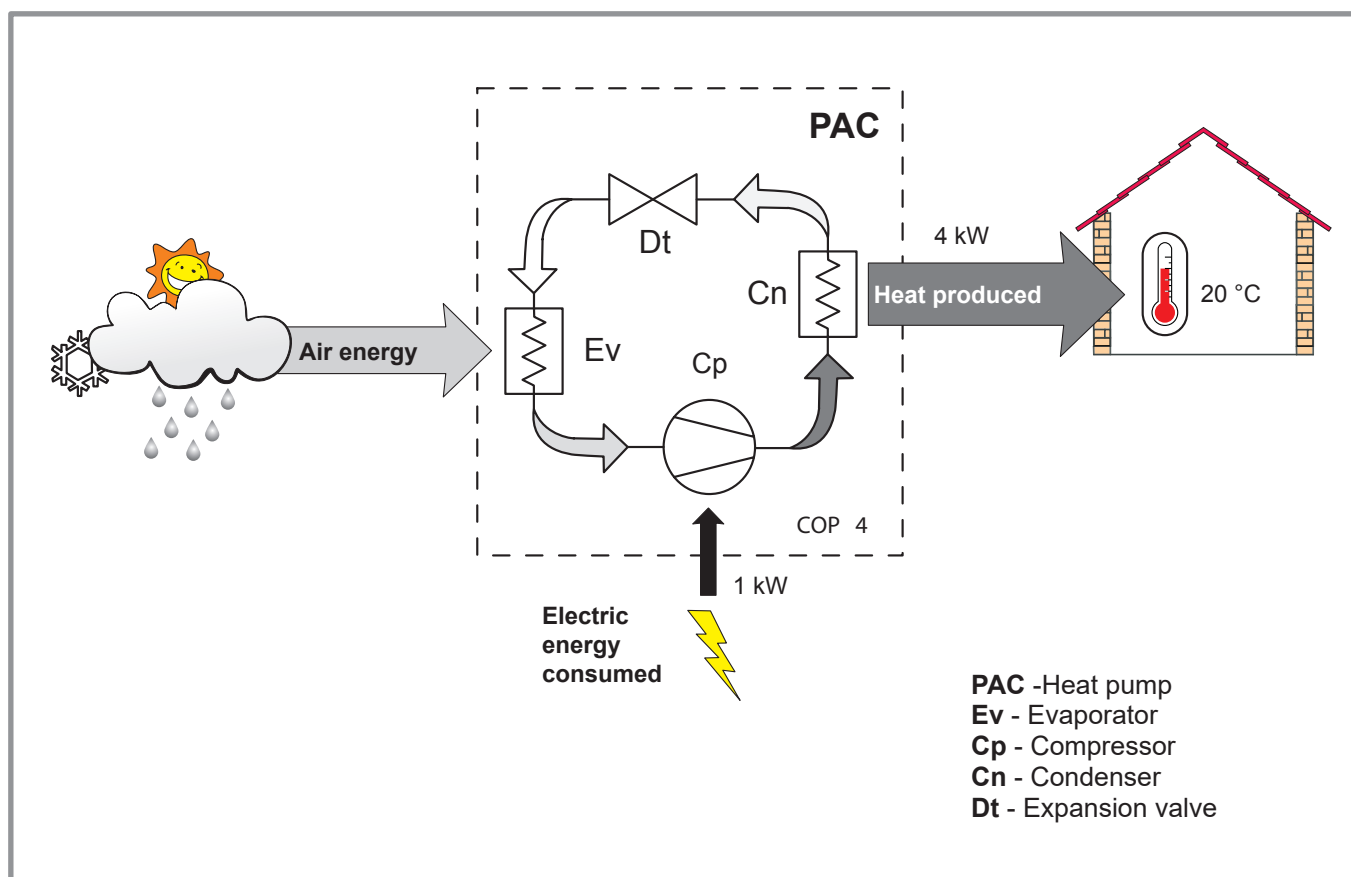 PAC
Dt
4 kW
Cn
Heat produced
20 °C
Air energy
Ev
Cp
COP 4
1 kW
Electric
energy
consumed
PAC -Heat pump
Ev - Evaporator
Cp - Compressor
Cn - Condenser
Dt - Expansion valve